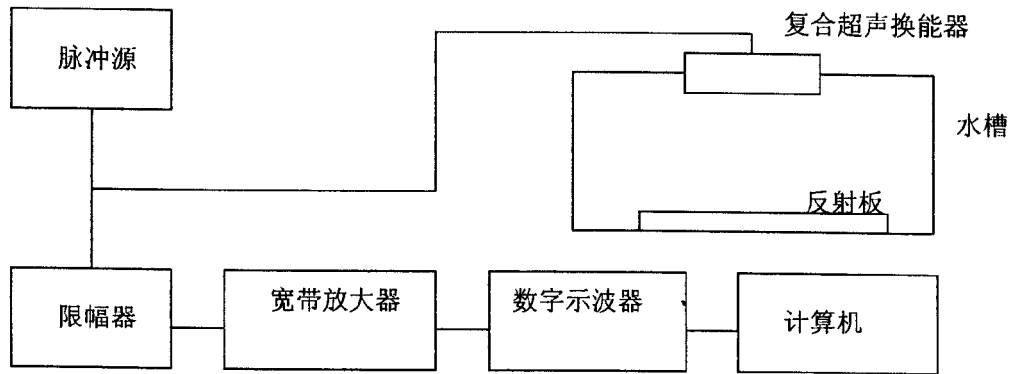 复合超声换能器
脉冲源
水槽
反射板
限幅器
宽带放大器
数字示波器
计算机